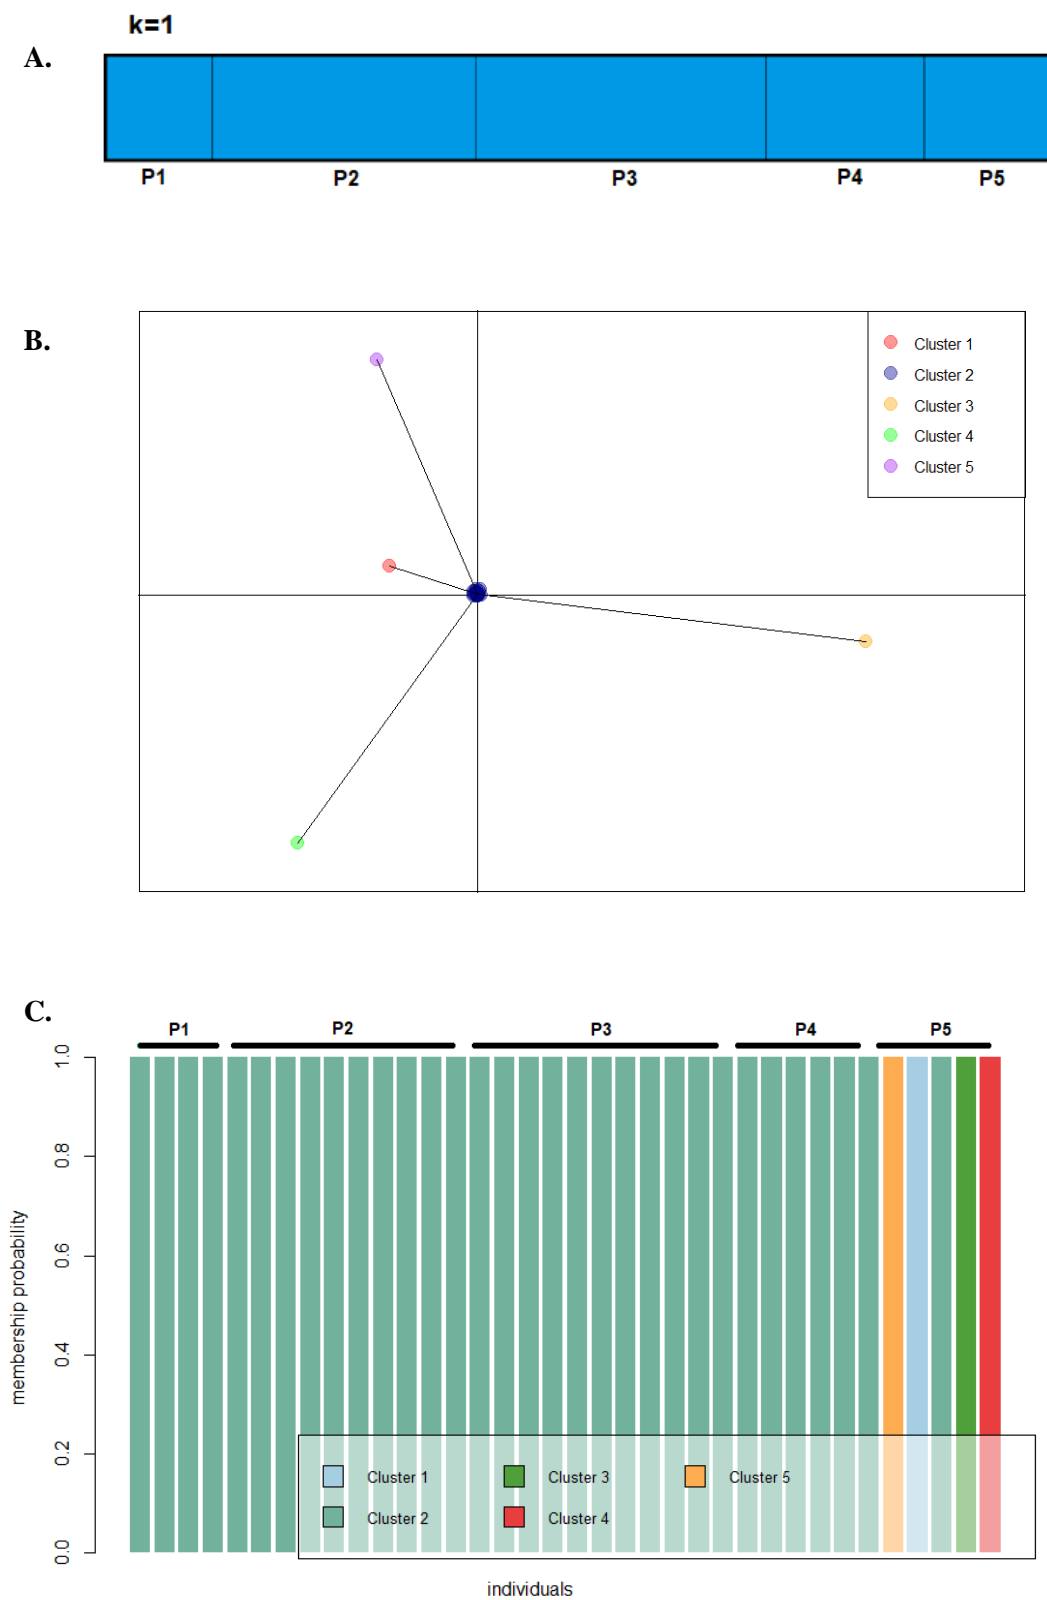 k=1
A.
P1 P2 P3 P4 P5
B.
Cluster 1
Cluster 2
Cluster 3
Cluster 4
Cluster 5
C.
P1 P2 P3 P4 P5
1.0
0.8
0.6
0.4
0.2
0.0
membership probability
Cluster 1 Cluster 3 Cluster 5
Cluster 2 Cluster 4
individuals